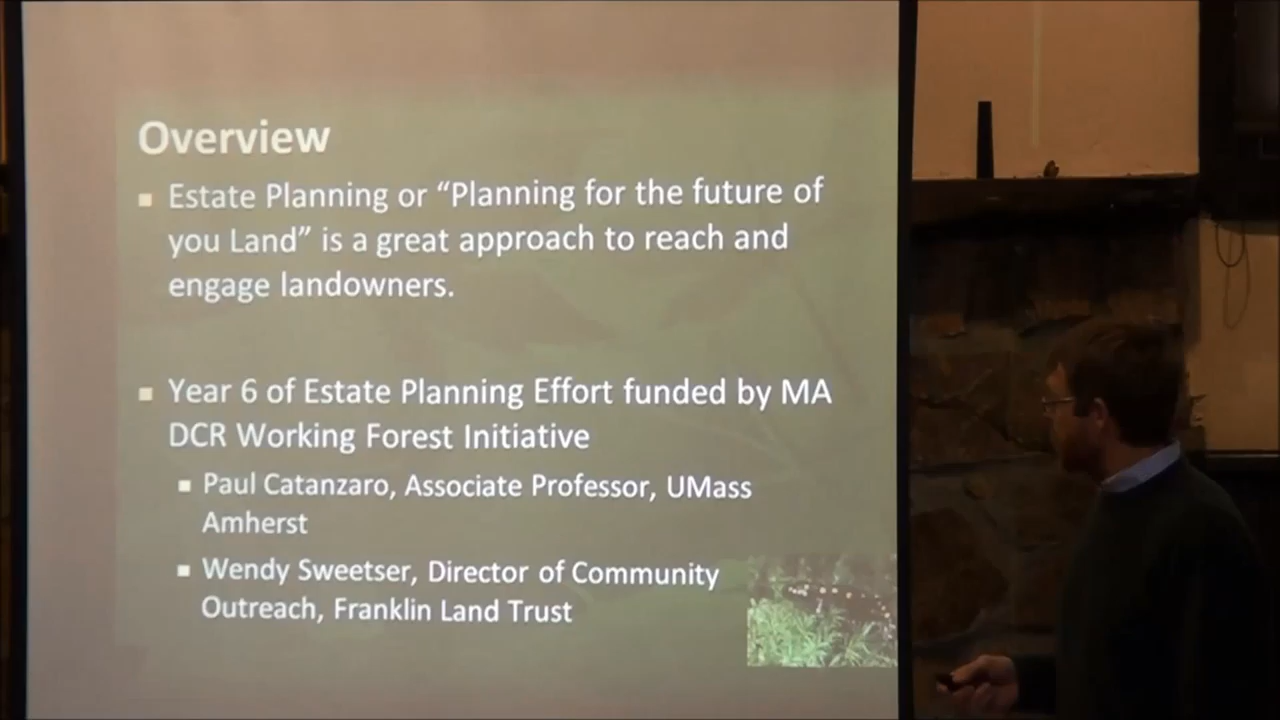 Overview
Estate Planning or “Planning for the future of
you Land” is a great approach to reach and
engage landowners.
Year 6 of Estate Planning Effort funded by MA
DCR Working Forest Initiative
Paul Catanzaro, Associate Professor, UMass
Amherst
Wendy Sweetser, Director of Community
Outreach, Franklin Land Trust